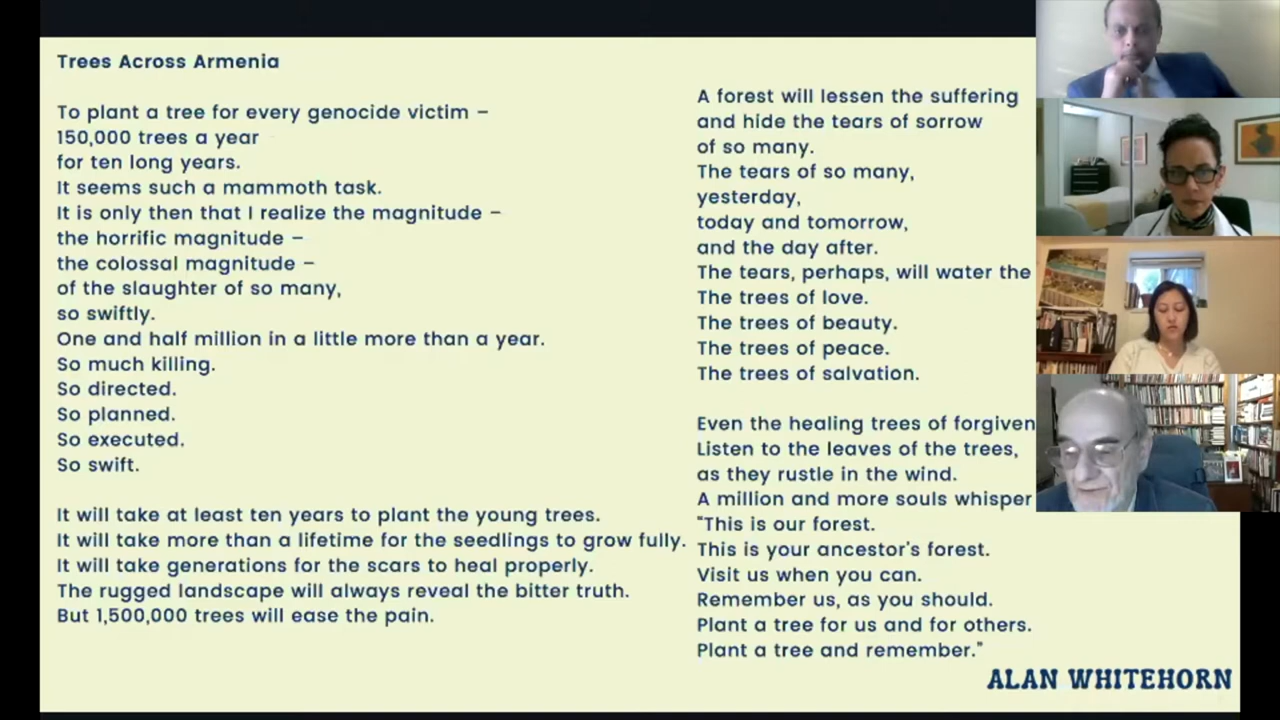 Trees Across Armenia
To plant a tree for every genocide victim –
150,000 trees a year
for ten long years.
It seems such a mammoth task.
It is only then that I realize the magnitude –
the horrific magnitude –
the colossal magnitude –
of the slaughter of so many,
so swiftly.
One and half million in a little more than a year.
So much killing.
So directed.
So planned.
So executed.
So swift.
It will take at least ten years to plant the young trees.
It will take more than a lifetime for the seedlings to grow fully.
It will take generations for the scars to heal properly.
The rugged landscape will always reveal the bitter truth.
But 1,500,000 trees will ease the pain.
A forest will lessen the suffering
and hide the tears of sorrow
of so many.
The tears of so many,
yesterday,
today and tomorrow,
and the day after.
The tears, perhaps, will water the
The trees of love.
The trees of beauty.
The trees of peace.
The trees of salvation.
Even the healing trees of forgiven
Listen to the leaves of the trees,
as they rustle in the wind.
A million and more souls whisper
"This is our forest.
This is your ancestor's forest.
Visit us when you can.
Remember us, as you should.
Plant a tree for us and for others.
Plant a tree and remember."
ALAN WHITEHORN